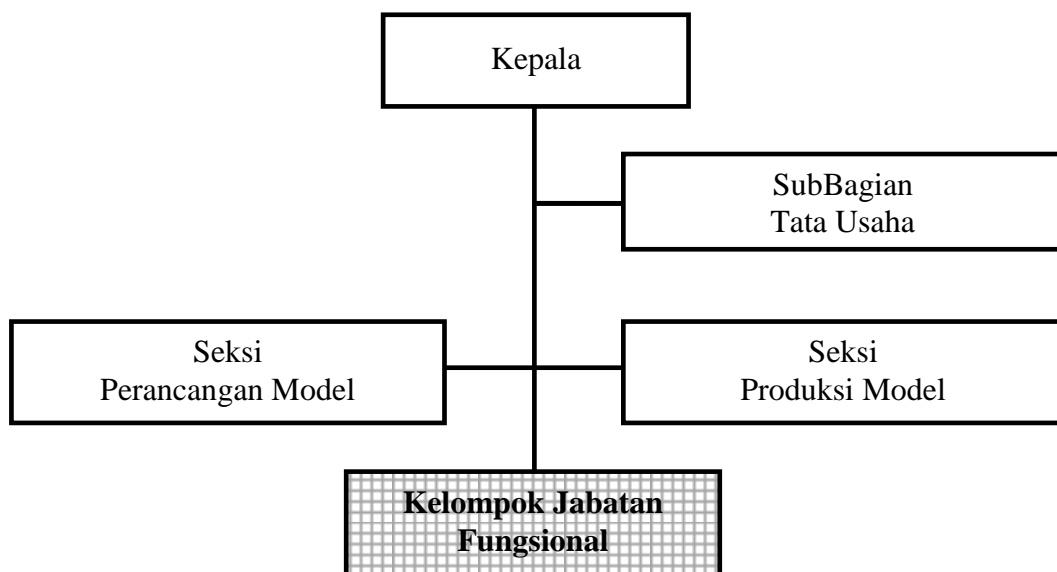 Kepala
SubBagian
Tata Usaha
Seksi
Perancangan Model
Seksi
Produksi Model
Kelompok Jabatan
Fungsional